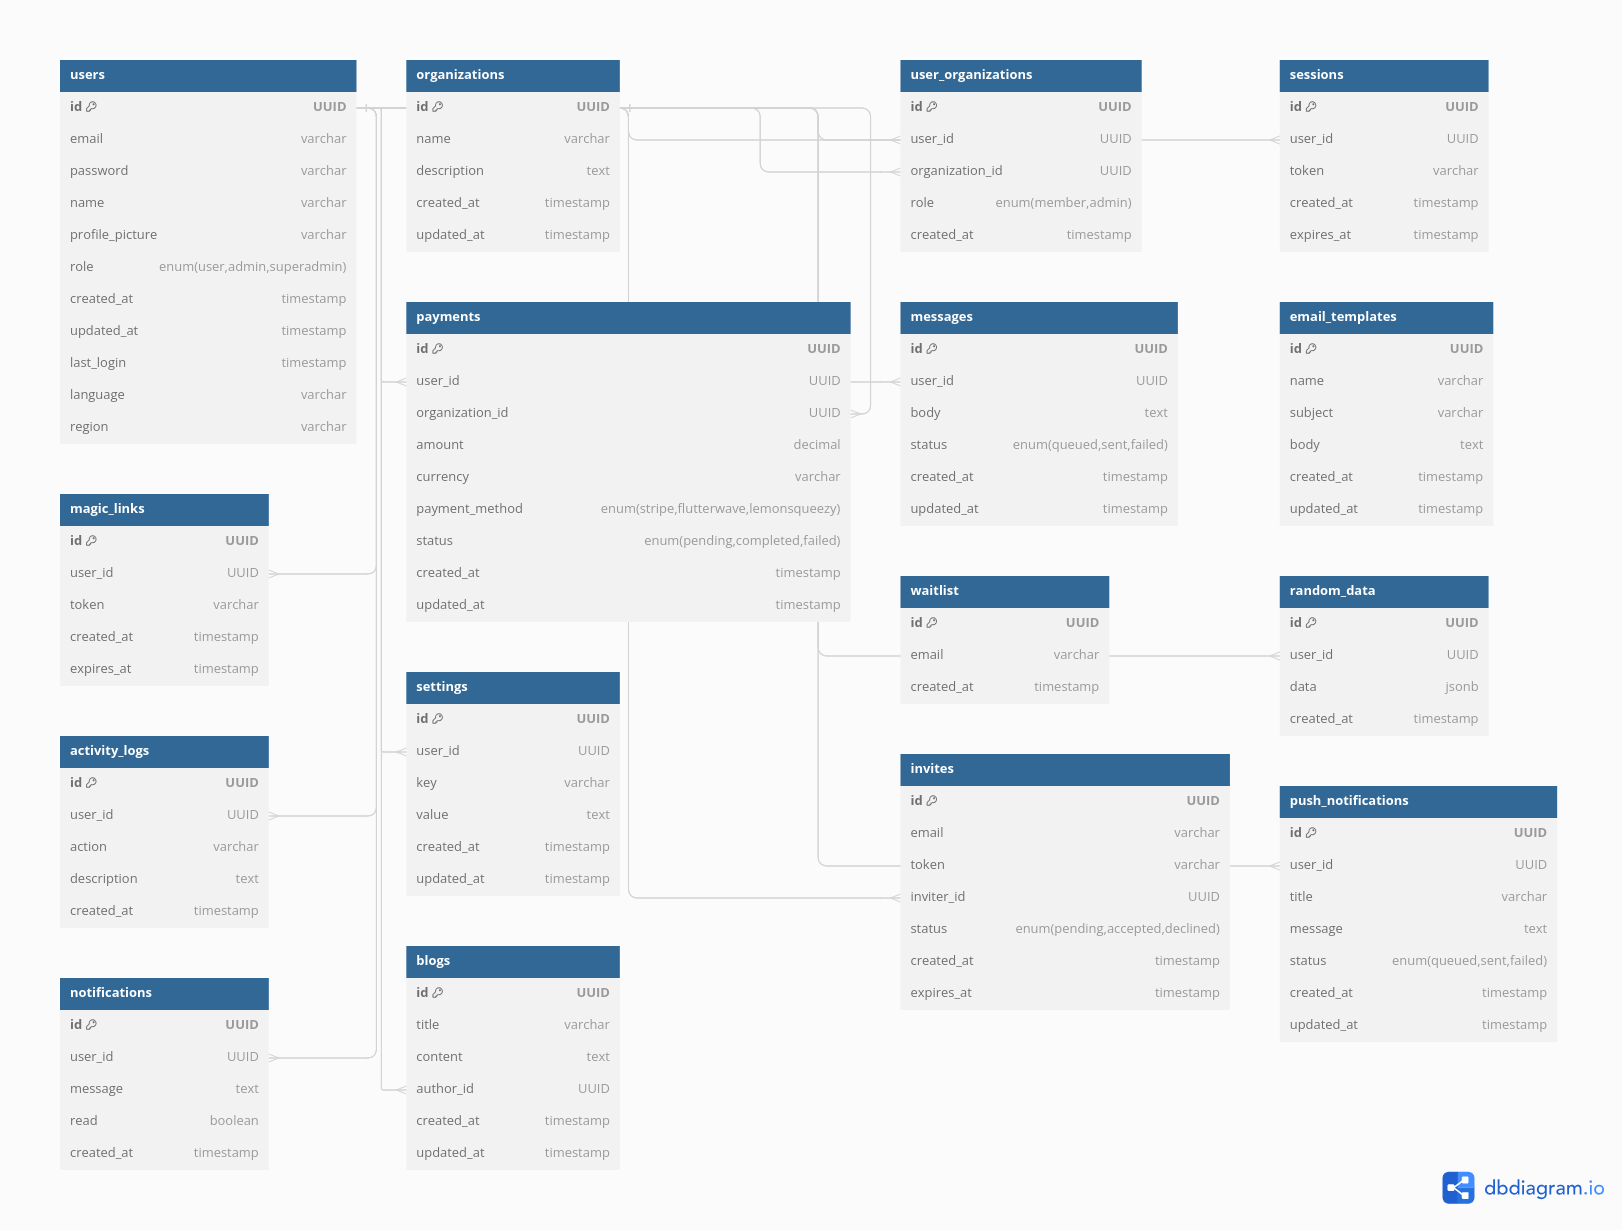 users
id UUID
email varchar
password varchar
name varchar
profile_picture varchar
role enum(user,admin,superadmin)
created_at timestamp
updated_at timestamp
last_login timestamp
language varchar
region varchar
magic_links
id UUID
user_id UUID
token varchar
created_at timestamp
expires_at timestamp
activity_logs
id UUID
user_id UUID
action varchar
description text
created_at timestamp
notifications
id UUID
user_id UUID
message text
read boolean
created_at timestamp
organizations
id UUID
name varchar
description text
created_at timestamp
updated_at timestamp
payments
id UUID
user_id UUID
organization_id UUID
amount decimal
currency varchar
payment_method enum(stripe,flutterwave,lemonsqueezy)
status enum(pending,completed,failed)
created_at timestamp
updated_at timestamp
settings
id UUID
user_id UUID
key varchar
value text
created_at timestamp
updated_at timestamp
blogs
id UUID
title varchar
content text
author_id UUID
created_at timestamp
updated_at timestamp
user_organizations
id UUID
user_id UUID
organization_id UUID
role enum(member,admin)
created_at timestamp
messages
id UUID
user_id UUID
body text
status enum(queued,sent,failed)
created_at timestamp
updated_at timestamp
waitlist
id UUID
email varchar
created_at timestamp
invites
id UUID
email varchar
token varchar
inviter_id UUID
status enum(pending,accepted,declined)
created_at timestamp
expires_at timestamp
sessions
id UUID
user_id UUID
token varchar
created_at timestamp
expires_at timestamp
email_templates
id UUID
name varchar
subject varchar
body text
created_at timestamp
updated_at timestamp
random_data
id UUID
user_id UUID
data jsonb
created_at timestamp
push_notifications
id UUID
user_id UUID
title varchar
message text
status enum(queued,sent,failed)
created_at timestamp
updated_at timestamp
dbdiagram.io